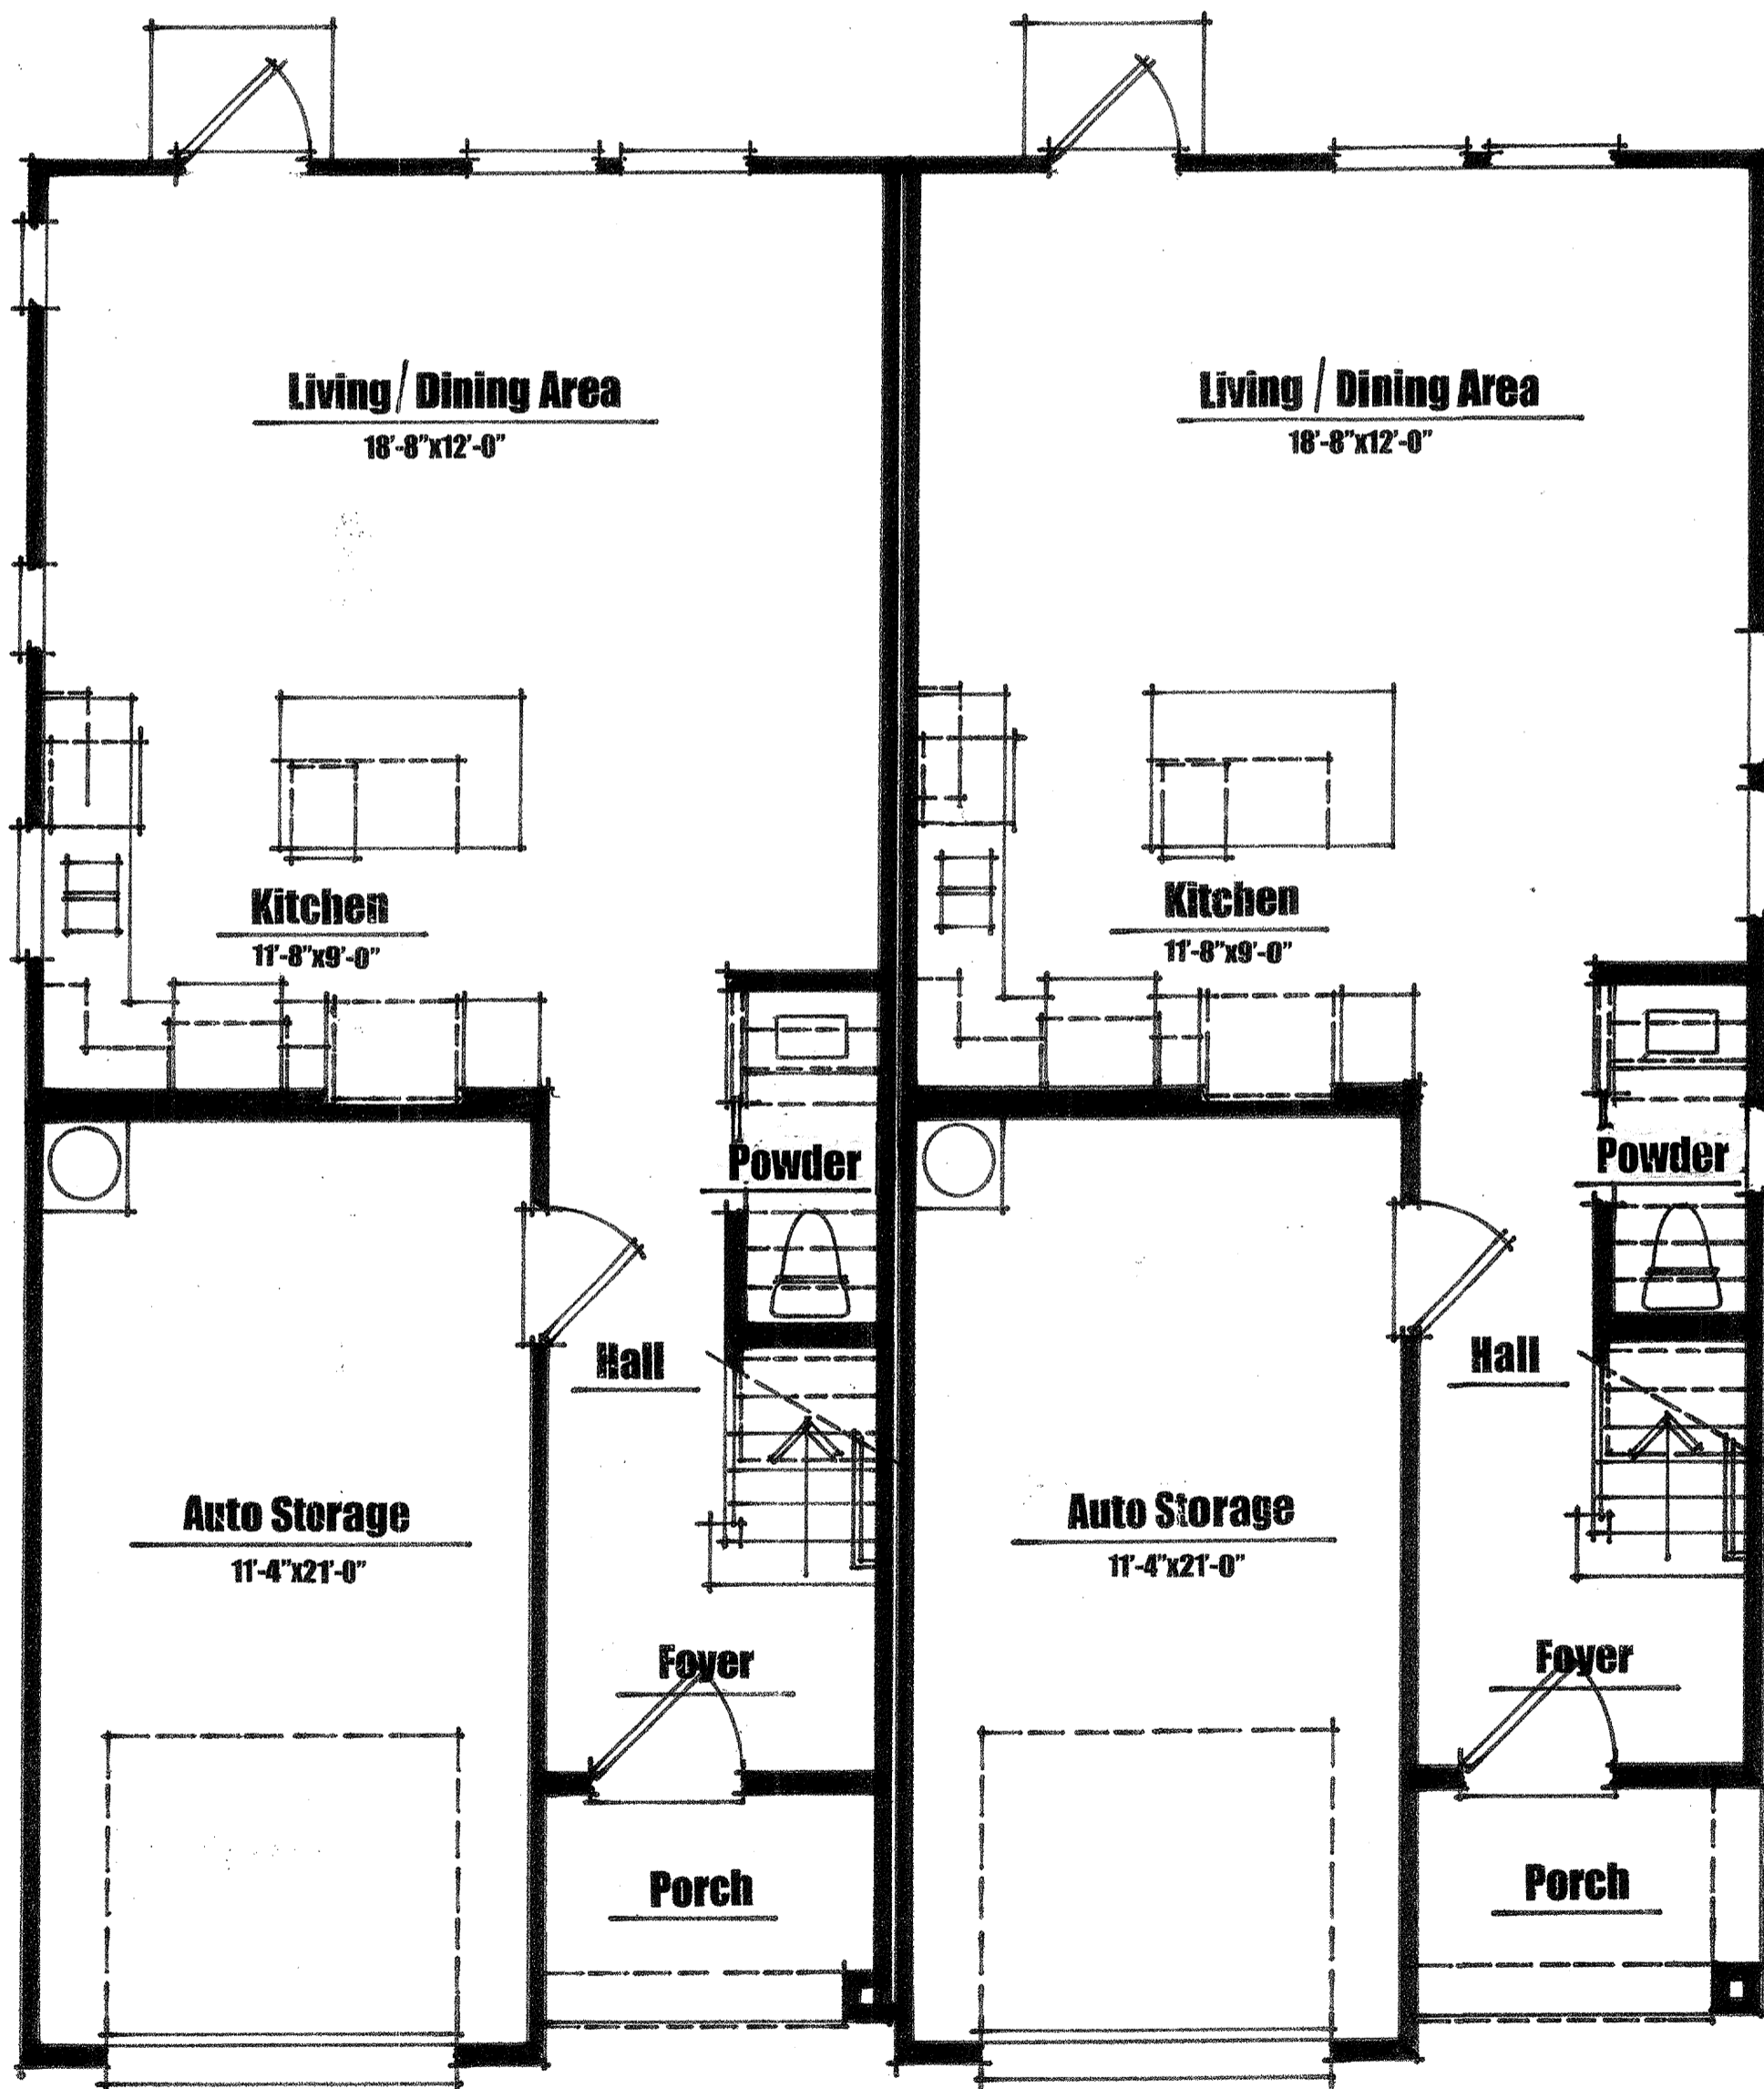 Living / Dining Area
18'-8"x12'-0"
Living / Dining Area
18'-8"x12'-0"
Kitchen
11'-8"x9'-0"
Kitchen
11'-8"x9'-0"
Powder
Powder
Hall
Hall
Auto Storage
11'-4"x21'-0"
Auto Storage
11'-4"x21'-0"
Foyer
Foyer
Porch
Porch